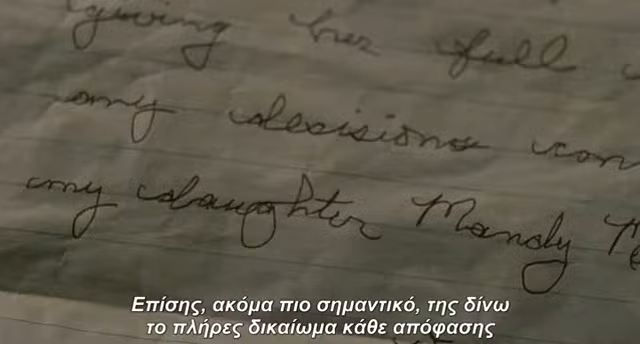 giving her full
any decisions con
my daughter Mandy M
Επίσης, ακόμα πιο σημαντικό, της δίνω
το πλήρες δικαίωμα κάθε απόφασης